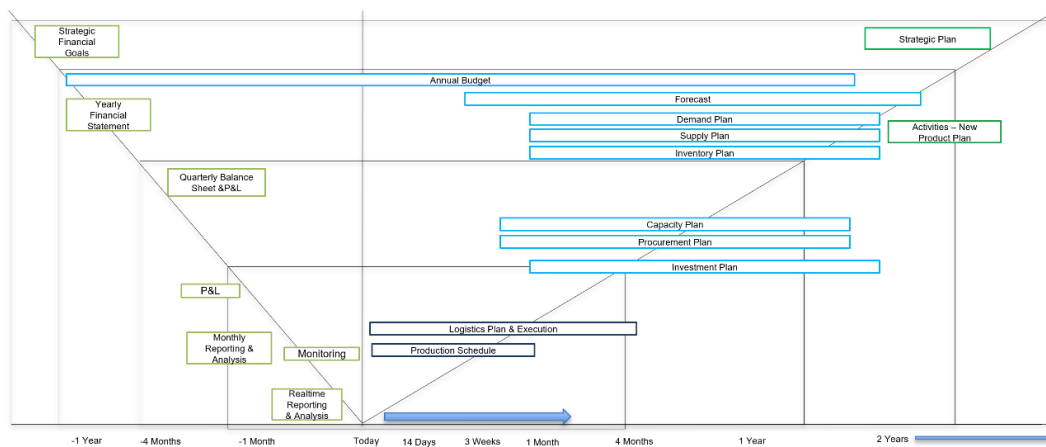 Strategic
Financial
Goals
Strategic Plan
Annual Budget
Yearly
Financial
Statement
Forecast
Demand Plan
Supply Plan
Inventory Plan
Activities – New
Product Plan
Quarterly Balance
Sheet &P&L
Capacity Plan
Procurement Plan
Investment Plan
P&L
Logistics Plan & Execution
Monthly
Reporting &
Analysis
Monitoring
Production Schedule
Realtime
Reporting
& Analysis
-1 Year
-4 Months
-1 Month
Today
14 Days
3 Weeks
1 Month
4 Months
1 Year
2 Years